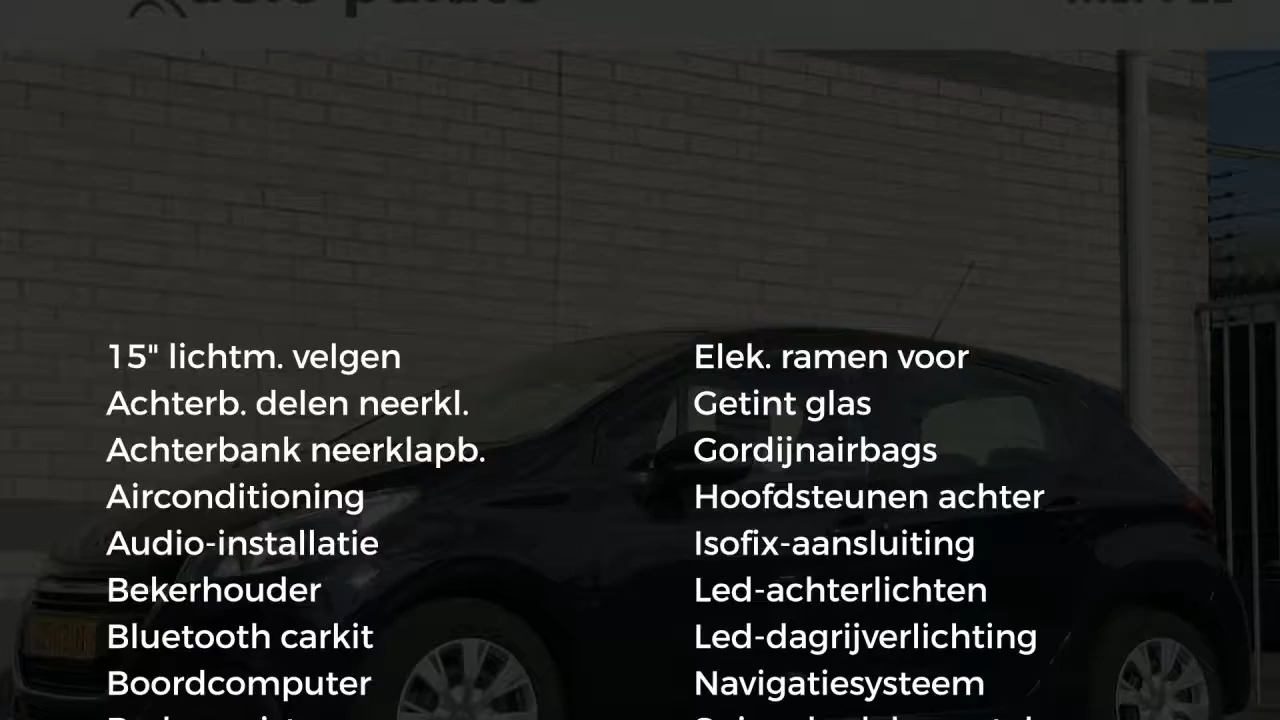 15" lichtm. velgen
Achterb. delen neerkl.
Achterbank neerklapb.
Airconditioning
Audio-installatie
Bekerhouder
Bluetooth carkit
Boordcomputer
Elek. ramen voor
Getint glas
Gordijnairbags
Hoofdsteunen achter
Isofix-aansluiting
Led-achterlichten
Led-dagrijverlichting
Navigatiesysteem